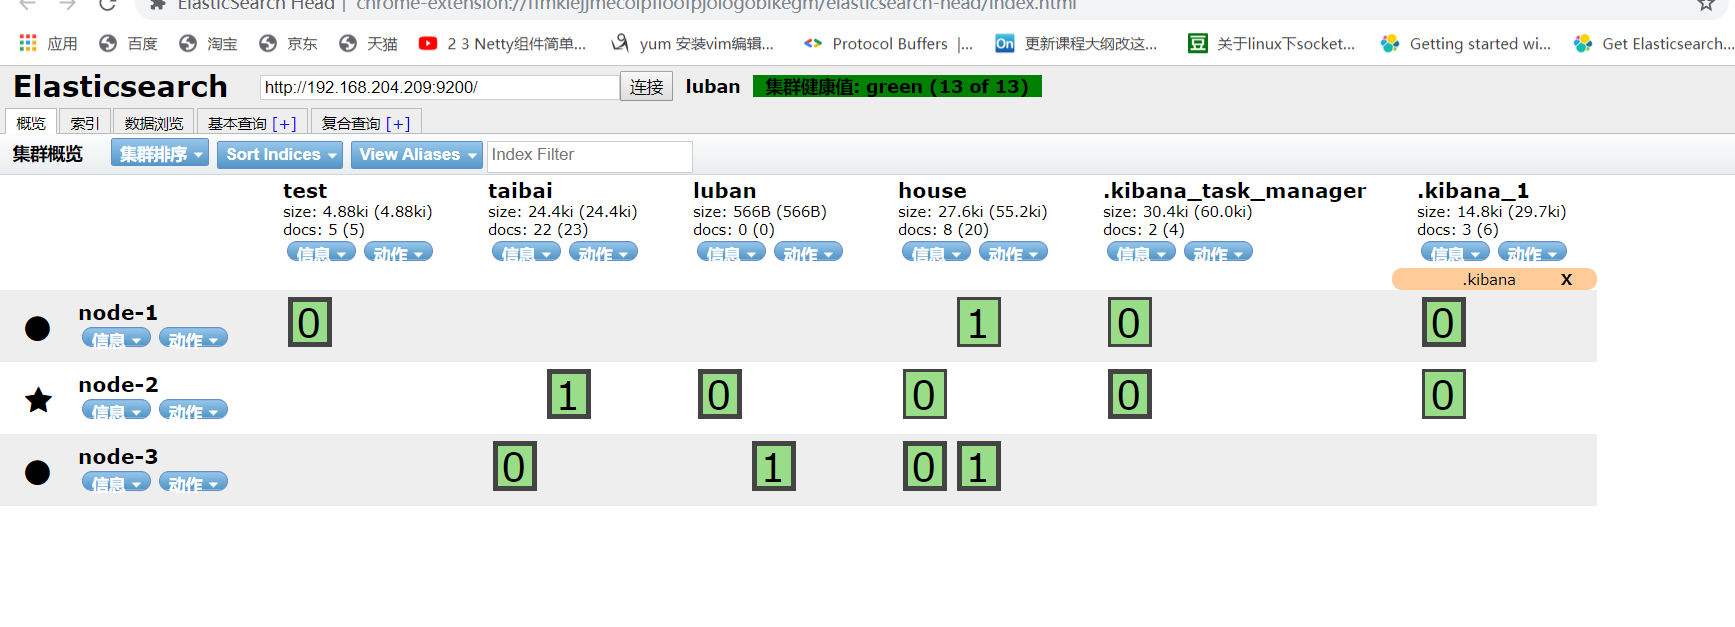 ElasticSearch Head | chrome-extension://ffmkiejjmecolpfloofpjologoblkegm/elasticsearch-head/index.html
应用 百度 淘宝 京东 天猫 2 3 Netty组件简单... yum 安装vim编辑... Protocol Buffers |... On 更新课程大纲改这... 豆 关于linux下socket... Getting started wi... Get Elasticsearch...
Elasticsearch http://192.168.204.209:9200/ 连接 luban 集群健康值: green (13 of 13)
概览 索引 数据浏览 基本查询 [+] 复合查询 [+]
集群概览 集群排序 Sort Indices View Aliases Index Filter
test taibai luban house .kibana_task_manager .kibana_1
size: 4.88ki (4.88ki) size: 24.4ki (24.4ki) size: 566B (566B) size: 27.6ki (55.2ki) size: 30.4ki (60.0ki) size: 14.8ki (29.7ki)
docs: 5 (5) docs: 22 (23) docs: 0 (0) docs: 8 (20) docs: 2 (4) docs: 3 (6)
信息 动作 信息 动作 信息 动作 信息 动作 信息 动作 信息 动作
.kibana X
node-1 0 1 0 0
信息 动作
node-2 1 0 0 0 0
信息 动作
node-3 0 1 0 1
信息 动作